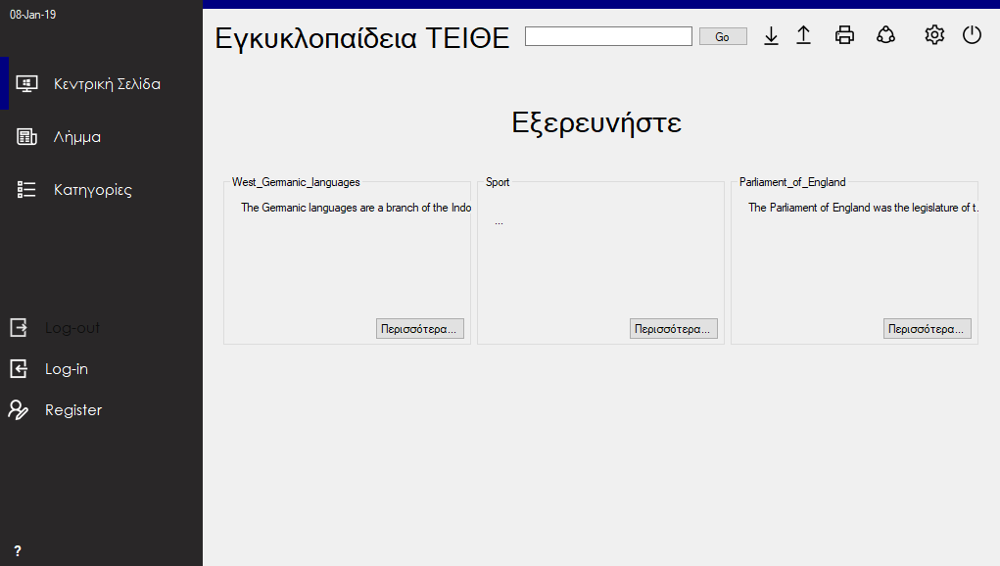 08-Jan-19
Εγκυκλοπαίδεια ΤΕΙΘΕ
Go
Κεντρική Σελίδα
Λήμμα
Κατηγορίες
Log-out
Log-in
Register
?
Εξερευνήστε
West_Germanic_languages
The Germanic languages are a branch of the Indo
Περισσότερα...
Sport
...
Περισσότερα...
Parliament_of_England
The Parliament of England was the legislature of t.
Περισσότερα...